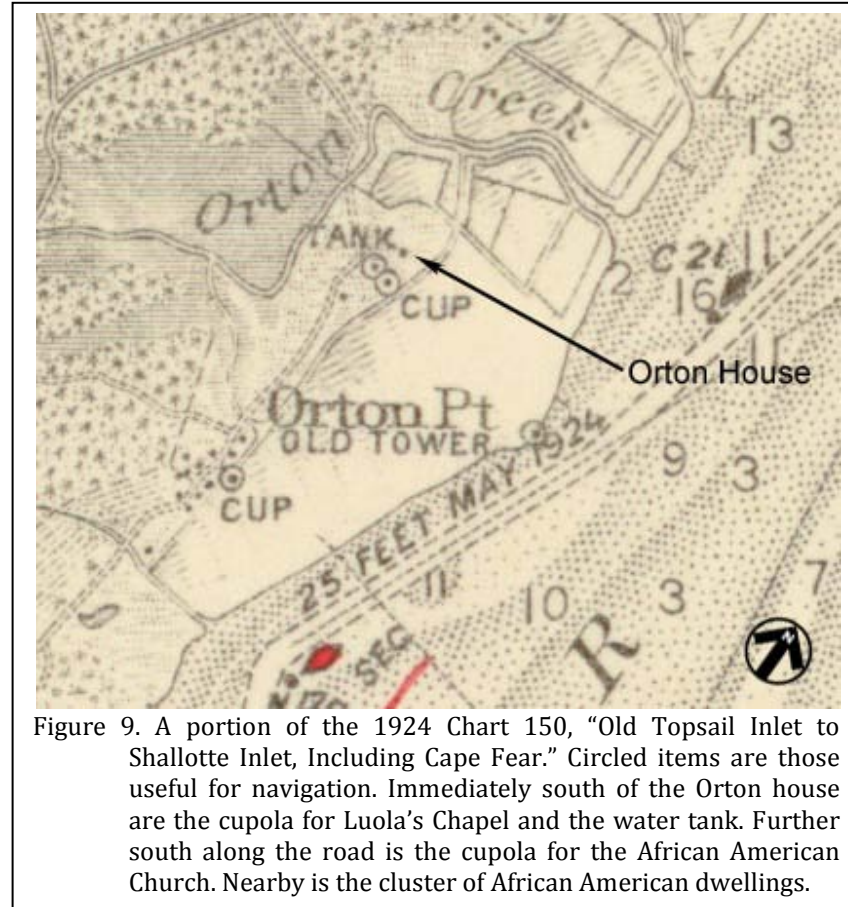 Orton Creek
13
TANK
CUP
2
C 21
11
16
11
Orton House
Orton Pt
OLD TOWER
CUP
25 FEET MAY 1924
9
3
11
10
3
7
SEC
R
N
Figure 9. A portion of the 1924 Chart 150, “Old Topsail Inlet to
Shallotte Inlet, Including Cape Fear.” Circled items are those
useful for navigation. Immediately south of the Orton house
are the cupola for Luola’s Chapel and the water tank. Further
south along the road is the cupola for the African American
Church. Nearby is the cluster of African American dwellings.